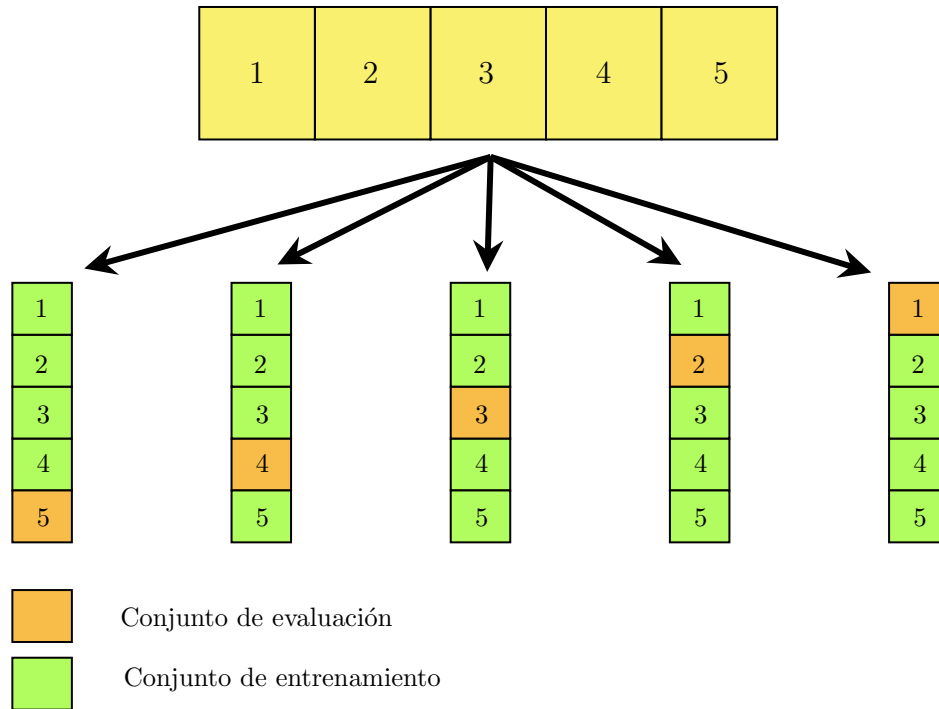 1 2 3 4 5
1 1 1 1 1
2 2 2 2 2
3 3 3 3 3
4 4 4 4 4
5 5 5 5 5
Conjunto de evaluación
Conjunto de entrenamiento